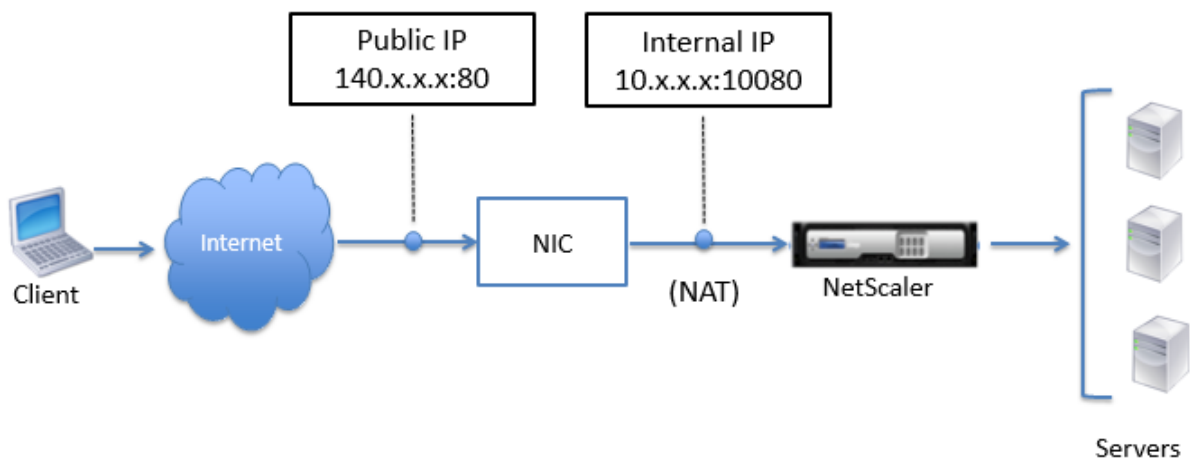 Public IP
140.x.x.x:80
Internal IP
10.x.x.x:10080
Internet
NIC
Client
(NAT)
NetScaler
Servers